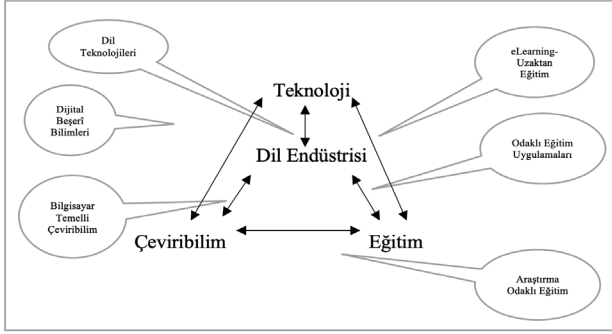 Dil
Teknolojileri
eLearning-
Uzaktan
Eğitim
Teknoloji
Dijital
Beşerî
Bilimleri
Odaklı Eğitim
Uygulamaları
Dil Endüstrisi
Bilgisayar
Temelli
Çeviribilim
Çeviribilim
Eğitim
Araştırma
Odaklı Eğitim